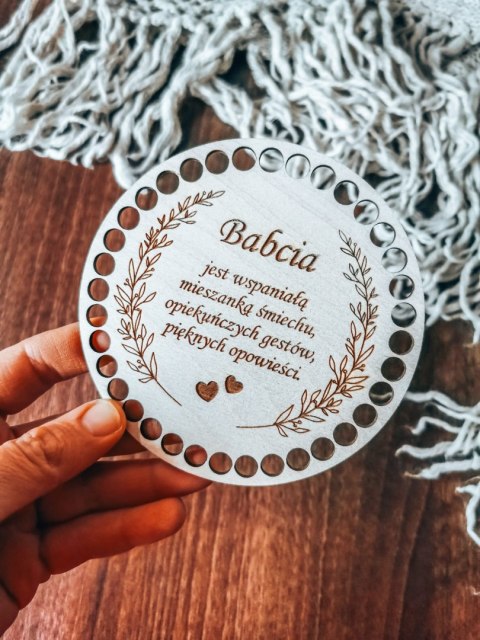 Babcia
jest wspaniałą
mieszanką śmiechu,
opiekuńczych gestów,
pięknych opowieści.